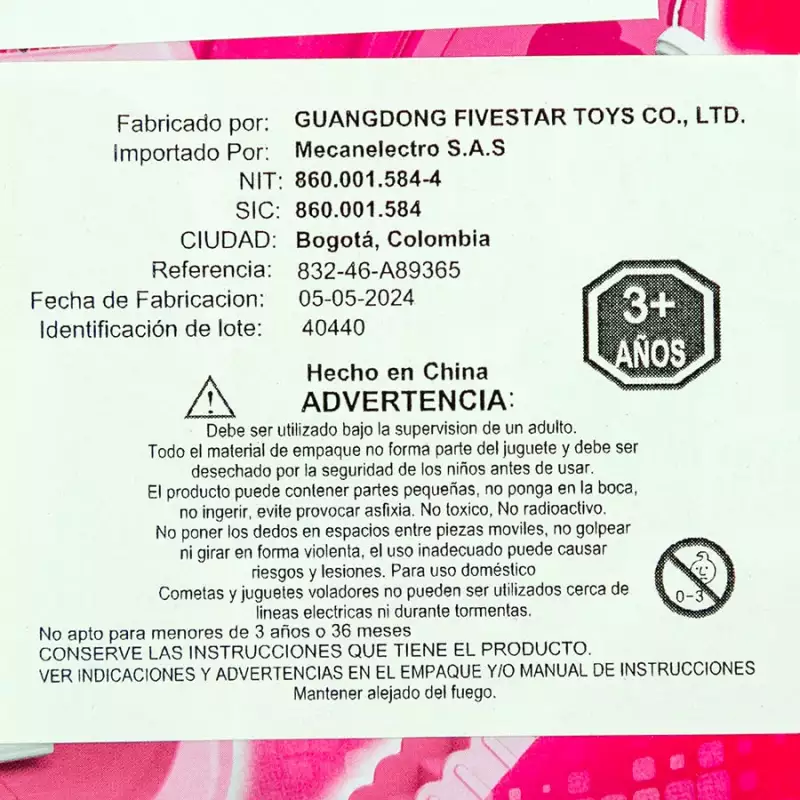 Fabricado por: GUANGDONG FIVESTAR TOYS CO., LTD.
Importado Por: Mecanelectro S.A.S
NIT: 860.001.584-4
SIC: 860.001.584
CIUDAD: Bogotá, Colombia
Referencia: 832-46-A89365
Fecha de Fabricacion: 05-05-2024
Identificación de lote: 40440
3+
AÑOS
Hecho en China
ADVERTENCIA:
Debe ser utilizado bajo la supervision de un adulto.
Todo el material de empaque no forma parte del juguete y debe ser
desechado por la seguridad de los niños antes de usar.
El producto puede contener partes pequeñas, no ponga en la boca,
no ingerir, evite provocar asfixia. No toxico, No radioactivo.
No poner los dedos en espacios entre piezas moviles, no golpear
ni girar en forma violenta, el uso inadecuado puede causar
riesgos y lesiones. Para uso doméstico
Cometas y juguetes voladores no pueden ser utilizados cerca de
lineas electricas ni durante tormentas.
0-3
No apto para menores de 3 años o 36 meses
CONSERVE LAS INSTRUCCIONES QUE TIENE EL PRODUCTO.
VER INDICACIONES Y ADVERTENCIAS EN EL EMPAQUE Y/O MANUAL DE INSTRUCCIONES
Mantener alejado del fuego.